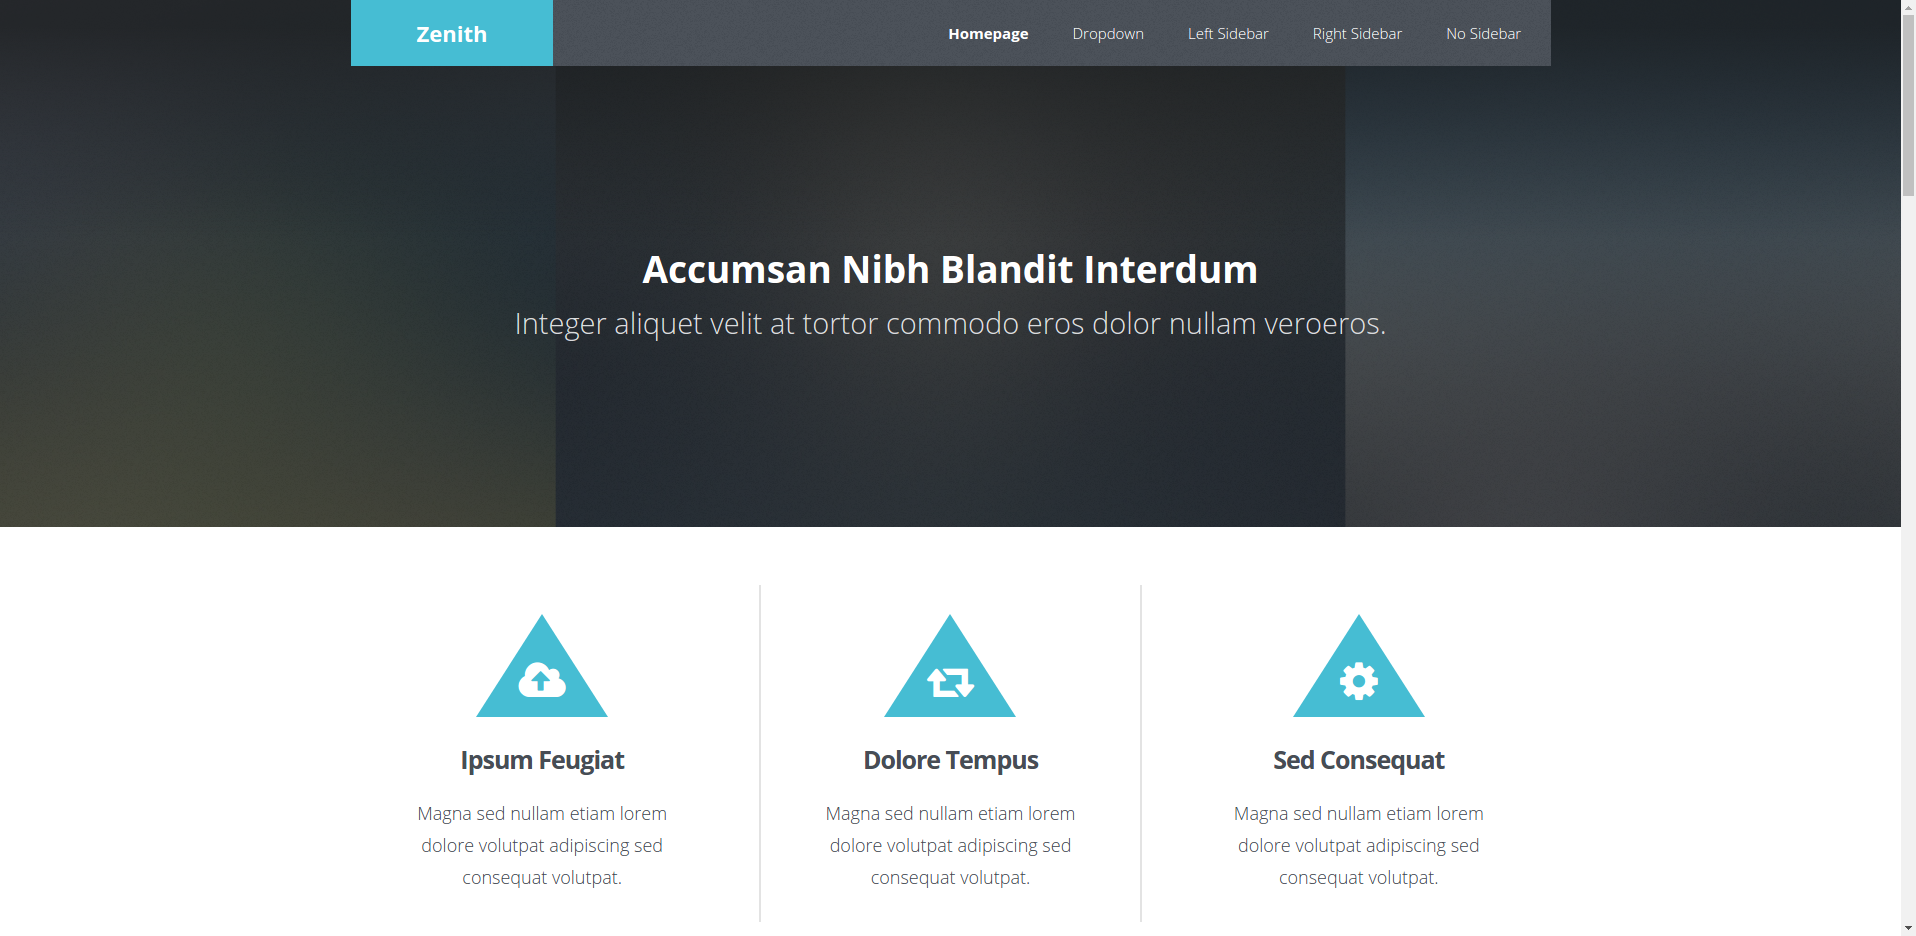 Zenith
Homepage Dropdown Left Sidebar Right Sidebar No Sidebar
Accumsan Nibh Blandit Interdum
Integer aliquet velit at tortor commodo eros dolor nullam veroeros.
Ipsum Feugiat
Magna sed nullam etiam lorem
dolore volutpat adipiscing sed
consequat volutpat.
Dolore Tempus
Magna sed nullam etiam lorem
dolore volutpat adipiscing sed
consequat volutpat.
Sed Consequat
Magna sed nullam etiam lorem
dolore volutpat adipiscing sed
consequat volutpat.